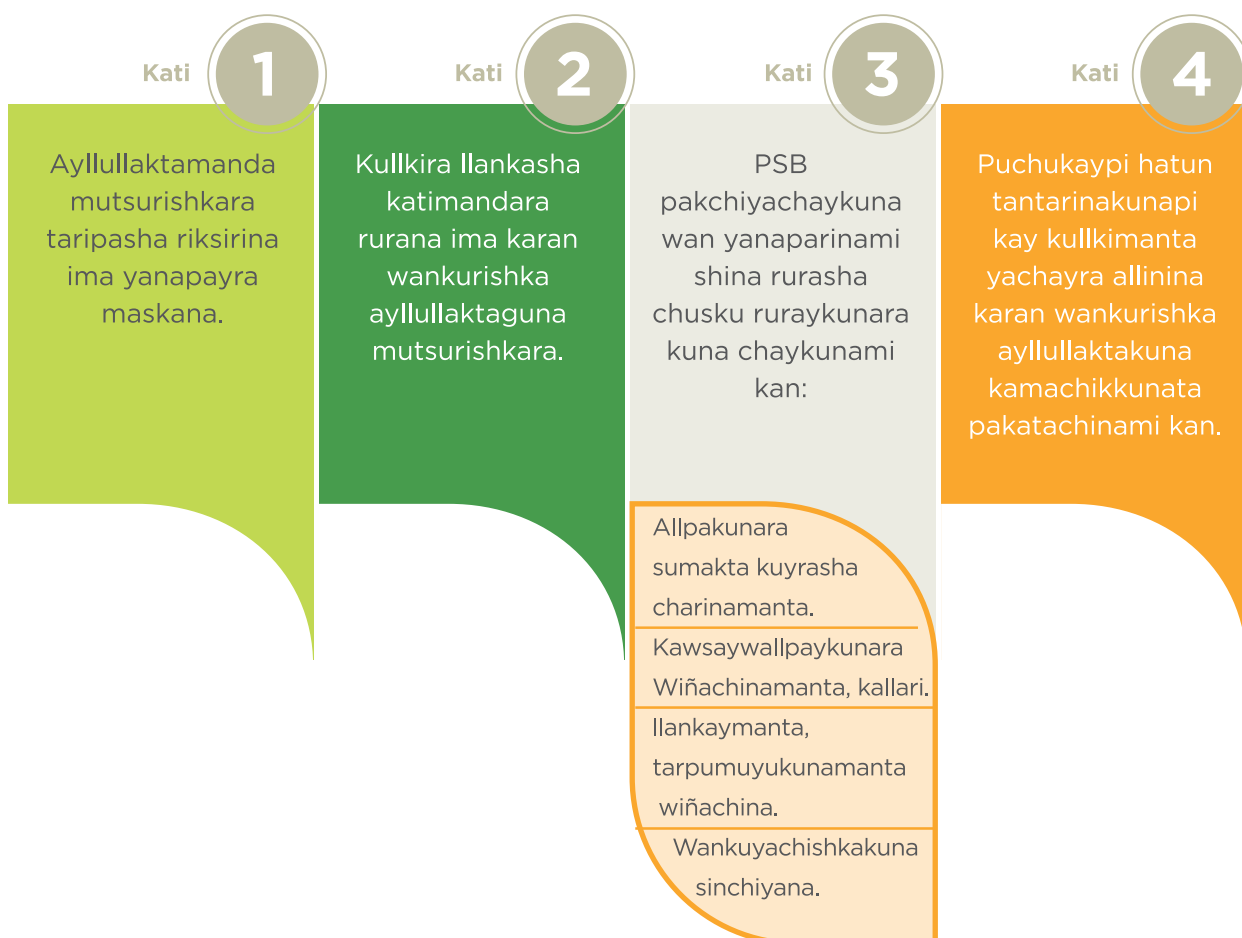 Kati 1
Ayllullaktamanda
mutsurishkara
taripasha riksirina
ima yanapayra
maskana.
Kati 2
Kullkira llankasha
katimandara
rurana ima karan
wankurishka
ayllullaktaguna
mutsurishkara.
Kati 3
PSB
pakchiyachaykuna
wan yanaparinami
shina rurasha
chusku ruraykunara
kuna chaykunami
kan:
Allpakunara
sumakta kuyrasha
charinamanta.
Kawsaywallpaykunara
Wiñachinamanta, kallari.
llankaymanta,
tarpumuyukunamanta
wiñachina.
Wankuyachishkakuna
sinchiyana.
Kati 4
Puchukaypi hatun
tantarinakunapi
kay kullkimanta
yachayra allinina
karan wankurishka
ayllullaktakuna
kamachikkunata
pakatachinami kan.